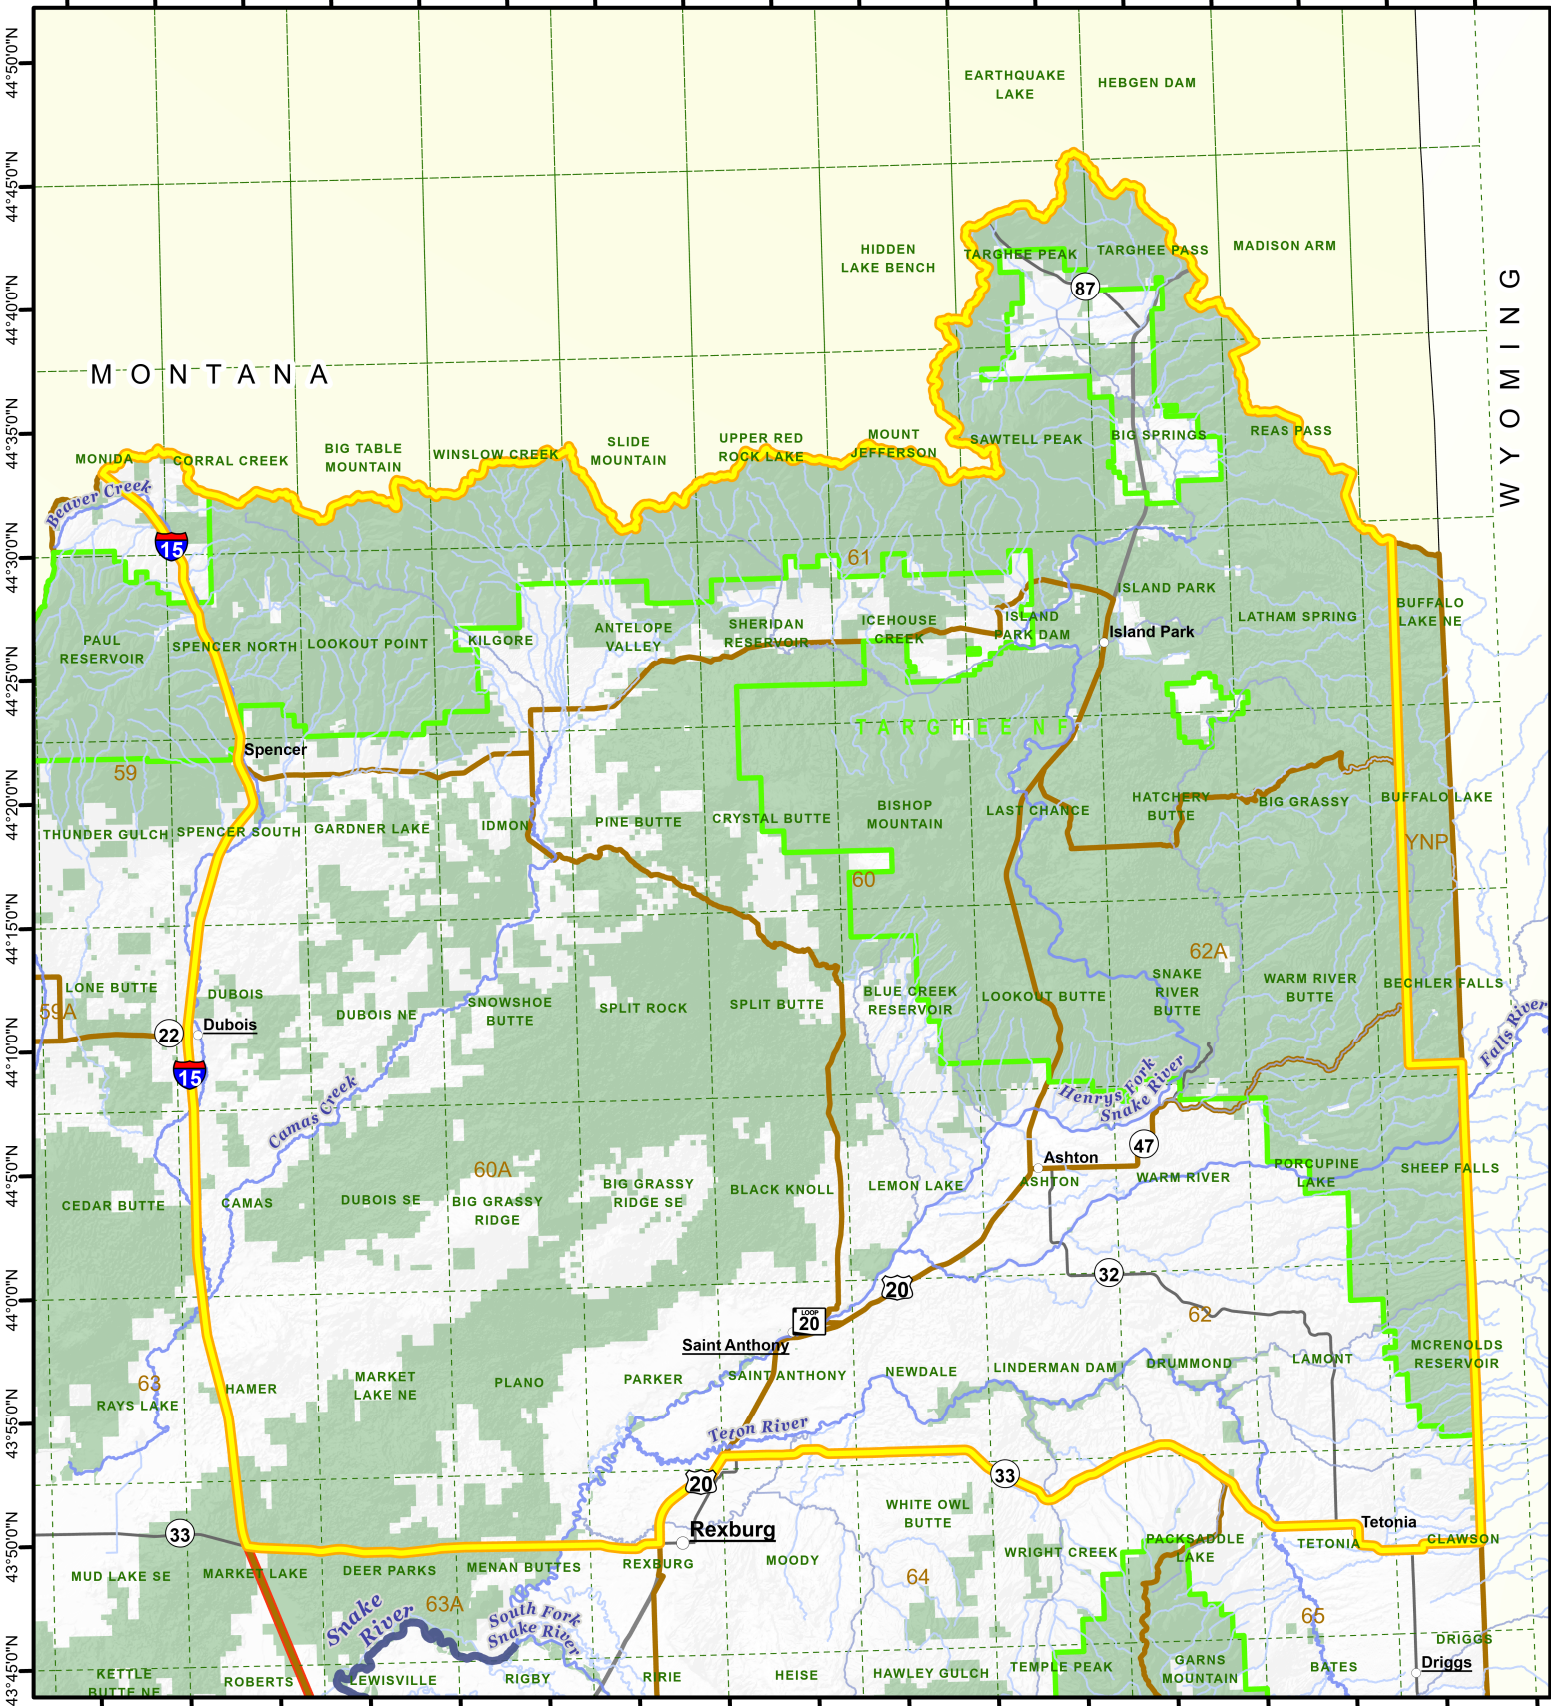 EARTHQUAKE
LAKE
HEBGEN DAM
44°50'0"N
44°45'0"N
44°40'0"N
44°35'0"N
44°30'0"N
44°25'0"N
44°20'0"N
44°15'0"N
44°10'0"N
44°5'0"N
44°0'0"N
43°55'0"N
43°50'0"N
43°45'0"N
HIDDEN
LAKE BENCH
TARGHEE PEAK
TARGHEE PASS
MADISON ARM
87
MONTANA
WYOMING
MONIDA
CORRAL CREEK
BIG TABLE
MOUNTAIN
WINSLOW CREEK
SLIDE
MOUNTAIN
UPPER RED
ROCK LAKE
MOUNT
JEFFERSON
SAWTELL PEAK
BIG SPRINGS
REAS PASS
Beaver Creek
15
61
PAUL
RESERVOIR
SPENCER NORTH
LOOKOUT POINT
KILGORE
ANTELOPE
VALLEY
SHERIDAN
RESERVOIR
ICEHOUSE
CREEK
ISLAND
PARK DAM
ISLAND PARK
Island Park
LATHAM SPRING
BUFFALO
LAKE NE
TARGHEE NF
Spencer
59
THUNDER GULCH
SPENCER SOUTH
GARDNER LAKE
IDMON
PINE BUTTE
CRYSTAL BUTTE
BISHOP
MOUNTAIN
LAST CHANCE
HATCHERY
BUTTE
BIG GRASSY
BUFFALO LAKE
YNP
60
62A
LONE BUTTE
59A
DUBOIS
DUBOIS NE
SNOWSHOE
BUTTE
SPLIT ROCK
SPLIT BUTTE
BLUE CREEK
RESERVOIR
LOOKOUT BUTTE
SNAKE
RIVER
BUTTE
WARM RIVER
BUTTE
BECHLER FALLS
22
Dubois
15
Falls River
Camas Creek
Henrys Fork
Snake River
47
Ashton
CEDAR BUTTE
CAMAS
DUBOIS SE
60A
BIG GRASSY
RIDGE
BIG GRASSY
RIDGE SE
BLACK KNOLL
LEMON LAKE
ASHTON
WARM RIVER
PORCUPINE
LAKE
SHEEP FALLS
32
20
LOOP
20
62
Saint Anthony
63
RAYS LAKE
HAMER
MARKET
LAKE NE
PLANO
PARKER
SAINT ANTHONY
NEWDALE
LINDERMAN DAM
DRUMMOND
LAMONT
MCRENOLDS
RESERVOIR
Teton River
20
33
33
Rexburg
WHITE OWL
BUTTE
Tetonia
TETONIA
CLAWSON
MUD LAKE SE
MARKET LAKE
DEER PARKS
MENAN BUTTES
REXBURG
MOODY
WRIGHT CREEK
PACKSADDLE
LAKE
63A
64
65
Snake
River
South Fork
Snake River
KETTLE
BUTTE NE
ROBERTS
LEWISVILLE
RIGBY
RIRIE
HEISE
HAWLEY GULCH
TEMPLE PEAK
GARNS
MOUNTAIN
BATES
DRIGGS
Driggs